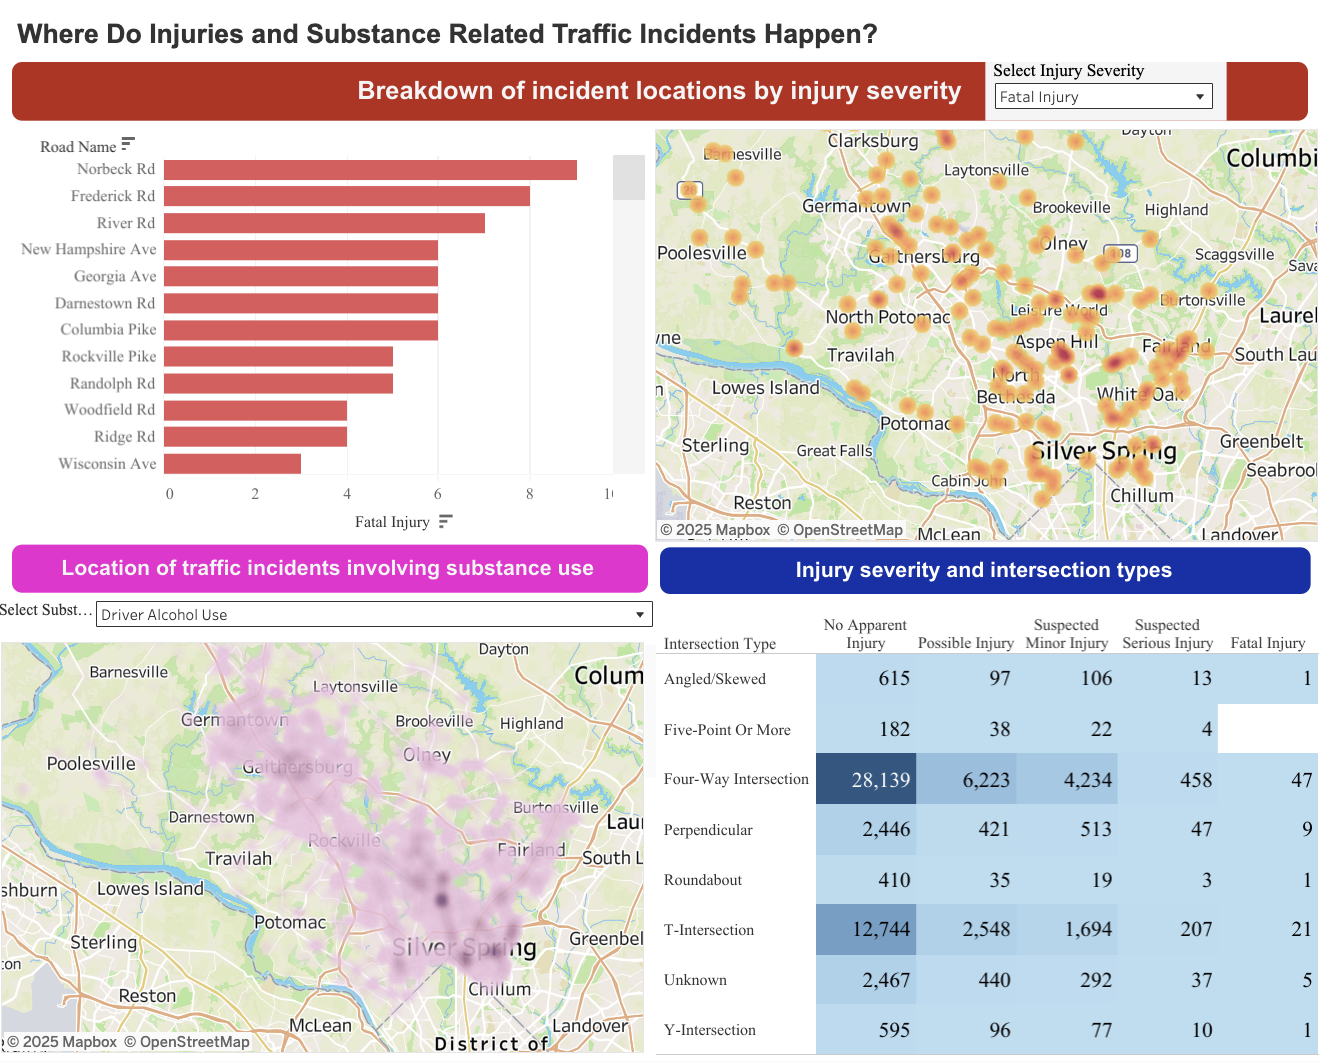 Where Do Injuries and Substance Related Traffic Incidents Happen?
Breakdown of incident locations by injury severity
Select Injury Severity
Fatal Injury
Road Name
Norbeck Rd
Frederick Rd
River Rd
New Hampshire Ave
Georgia Ave
Darnestown Rd
Columbia Pike
Rockville Pike
Randolph Rd
Woodfield Rd
Ridge Rd
Wisconsin Ave
0 2 4 6 8
Fatal Injury
Dayton
Clarksburg
Barnesville
Columbi
Laytonsville
28
Germantown
Brookeville
Highland
Poolesville
Olney
108
Gaithersburg
Scaggsville
Sava
Leisure World
Burtonsville
North Potomac
Laurel
yne
Aspen Hill
Fairland
Travilah
South Lau
North
Bethesda
Lowes Island
White Oak
Potomac
Sterling
Great Falls
Silver Spring
Greenbelt
Seabrook
Cabin John
Reston
Chillum
© 2025 Mapbox © OpenStreetMap
McLean
Landover
Location of traffic incidents involving substance use
Select Subst...
Driver Alcohol Use
Dayton
Barnesville
Colum
Laytonsville
Germantown
Brookeville
Highland
Poolesville
Olney
Gaithersburg
Burtonsville
Darnestown
Laur
Rockville
Fairland
Travilah
South L
shburn
Lowes Island
Potomac
Sterling
Silver Spring
Greenbel
ton
Reston
Chillum
McLean
Landover
© 2025 Mapbox © OpenStreetMap
District of
Injury severity and intersection types
Intersection Type No Apparent Injury Possible Injury Suspected Minor Injury Suspected Serious Injury Fatal Injury
Angled/Skewed 615 97 106 13 1
Five-Point Or More 182 38 22 4
Four-Way Intersection 28,139 6,223 4,234 458 47
Perpendicular 2,446 421 513 47 9
Roundabout 410 35 19 3 1
T-Intersection 12,744 2,548 1,694 207 21
Unknown 2,467 440 292 37 5
Y-Intersection 595 96 77 10 1